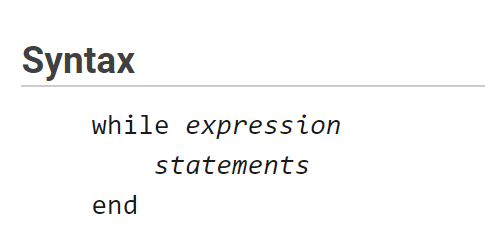 Syntax
while expression
statements
end